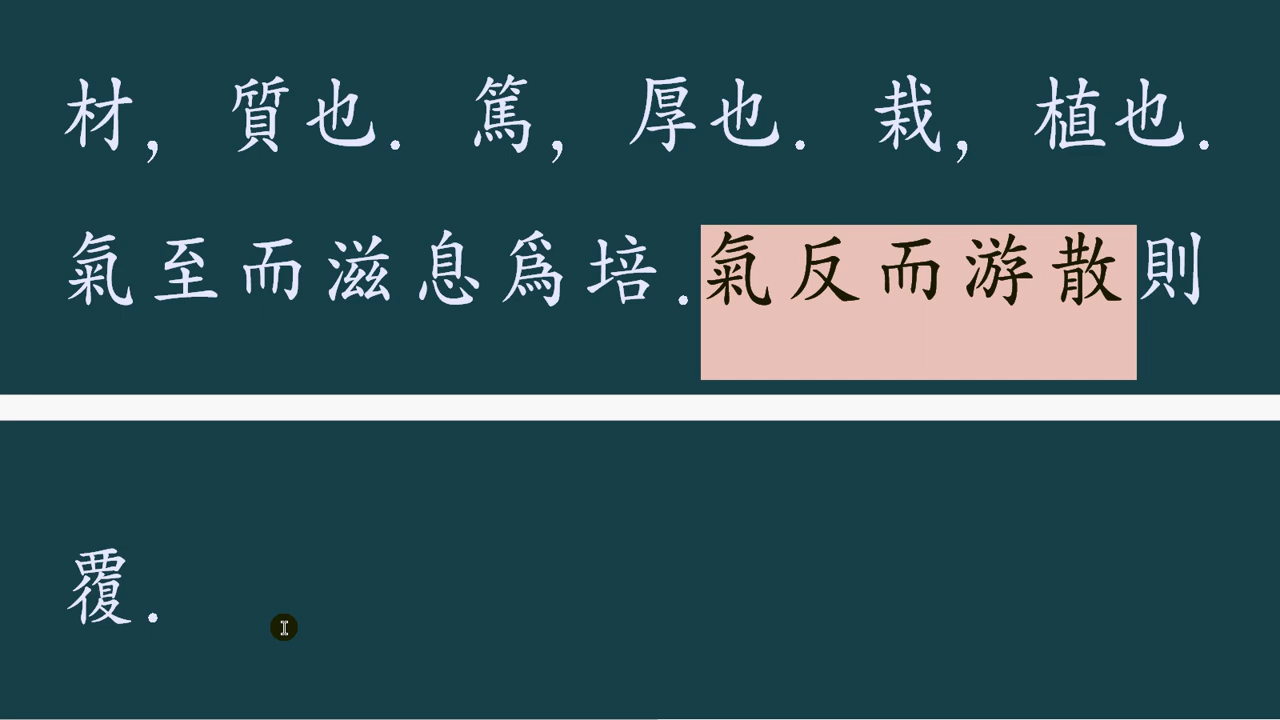 材, 質也. 篤, 厚也. 栽, 植也.
氣至而滋息爲培.氣反而游散則
覆.